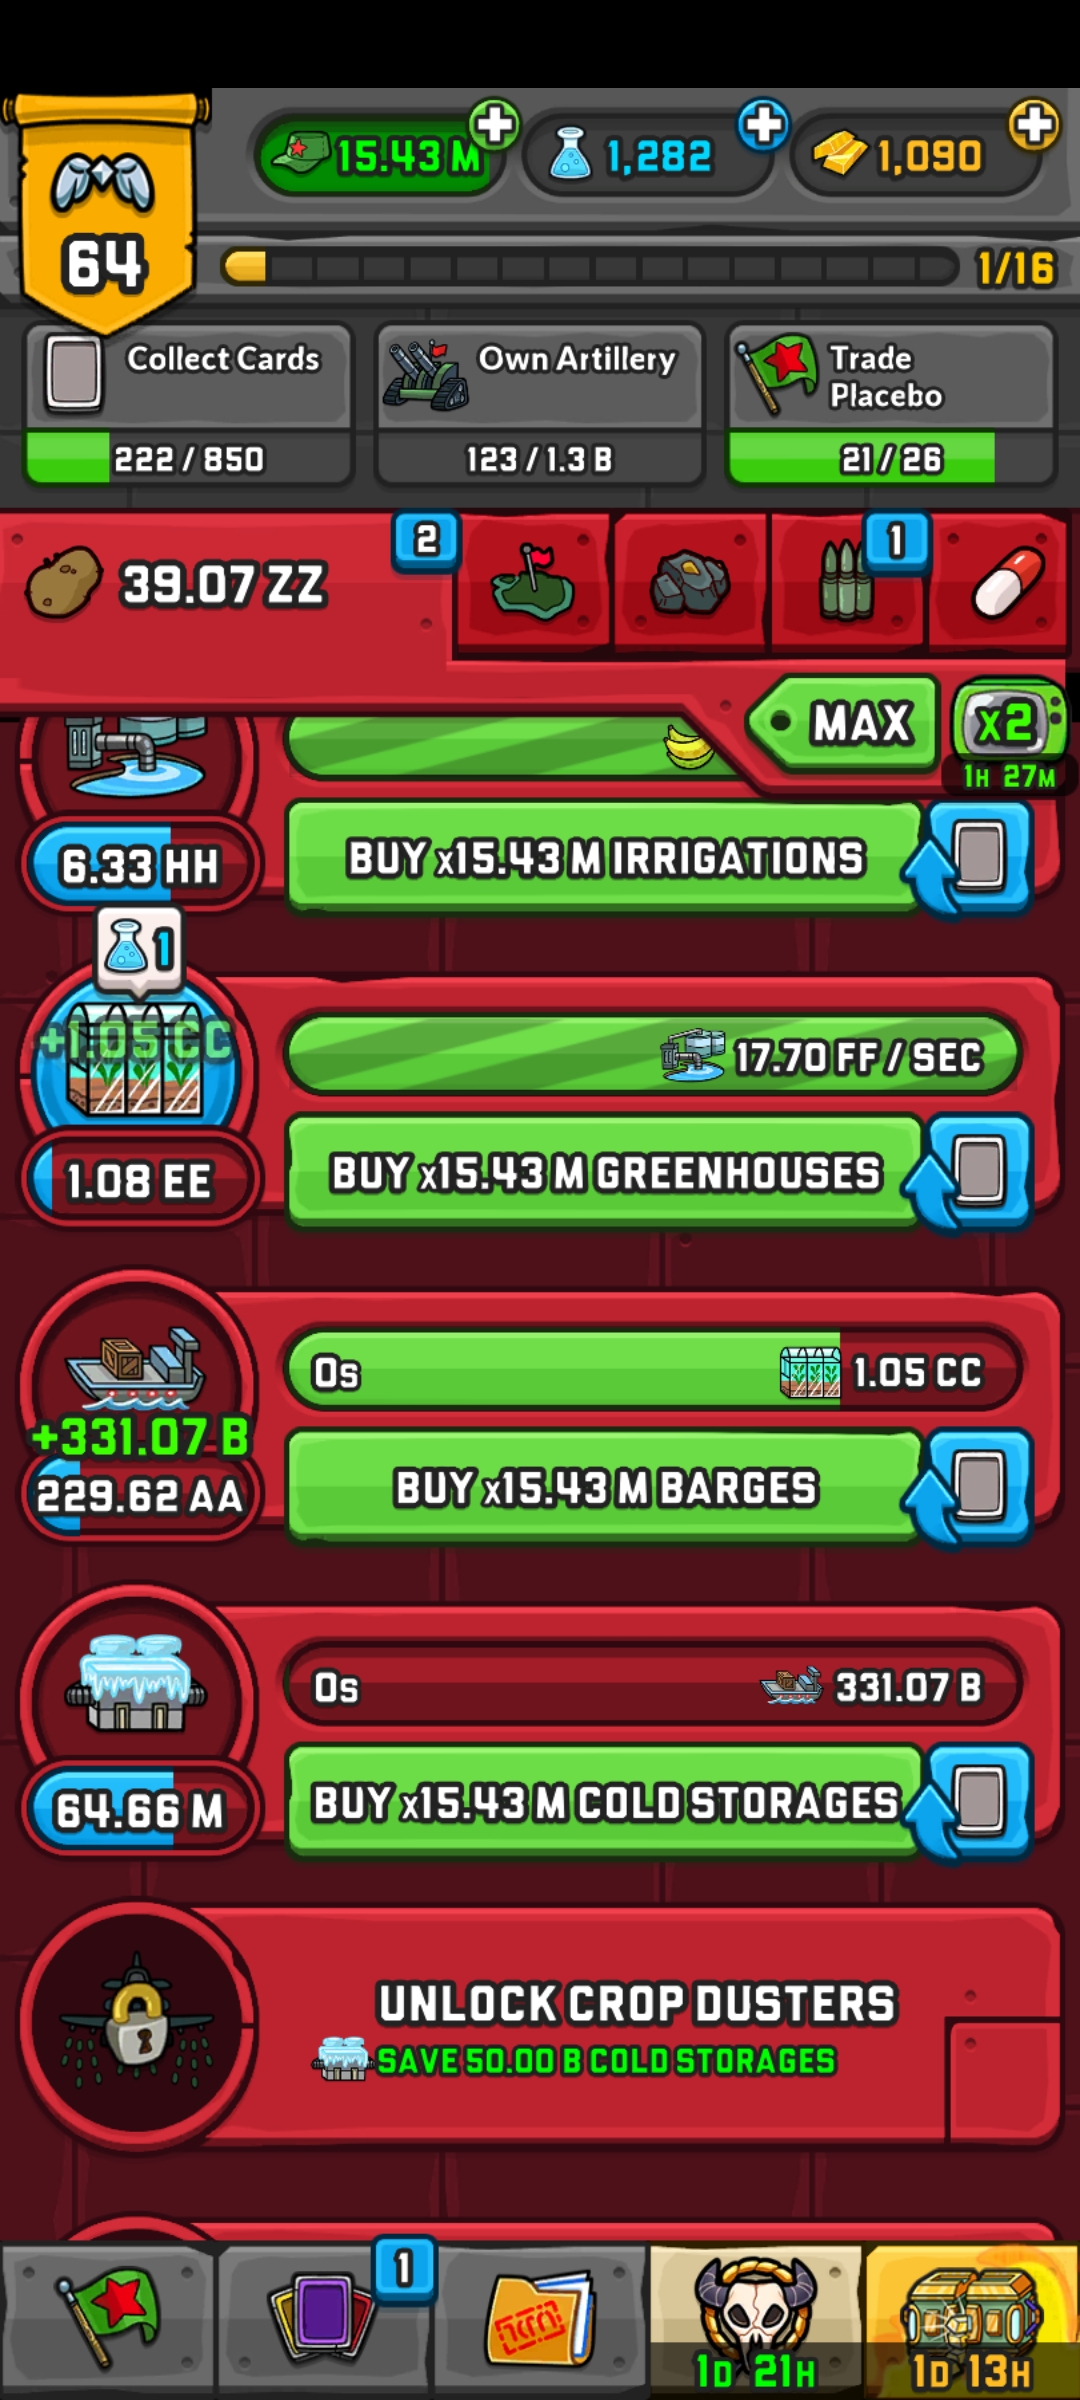 15.43 M
1,282
1,090
64
1/16
Collect Cards
222 / 850
Own Artillery
123 / 1.3 B
Trade
Placebo
21 / 26
39.07 ZZ
2
1
MAX
x2
1H 27M
6.33 HH
BUY x15.43 M IRRIGATIONS
1
+1.05 CC
17.70 FF / SEC
1.08 EE
BUY x15.43 M GREENHOUSES
0s
1.05 CC
+331.07 B
229.62 AA
BUY x15.43 M BARGES
0s
331.07 B
64.66 M
BUY x15.43 M COLD STORAGES
UNLOCK CROP DUSTERS
SAVE 50.00 B COLD STORAGES
1
1D 21H
1D 13H